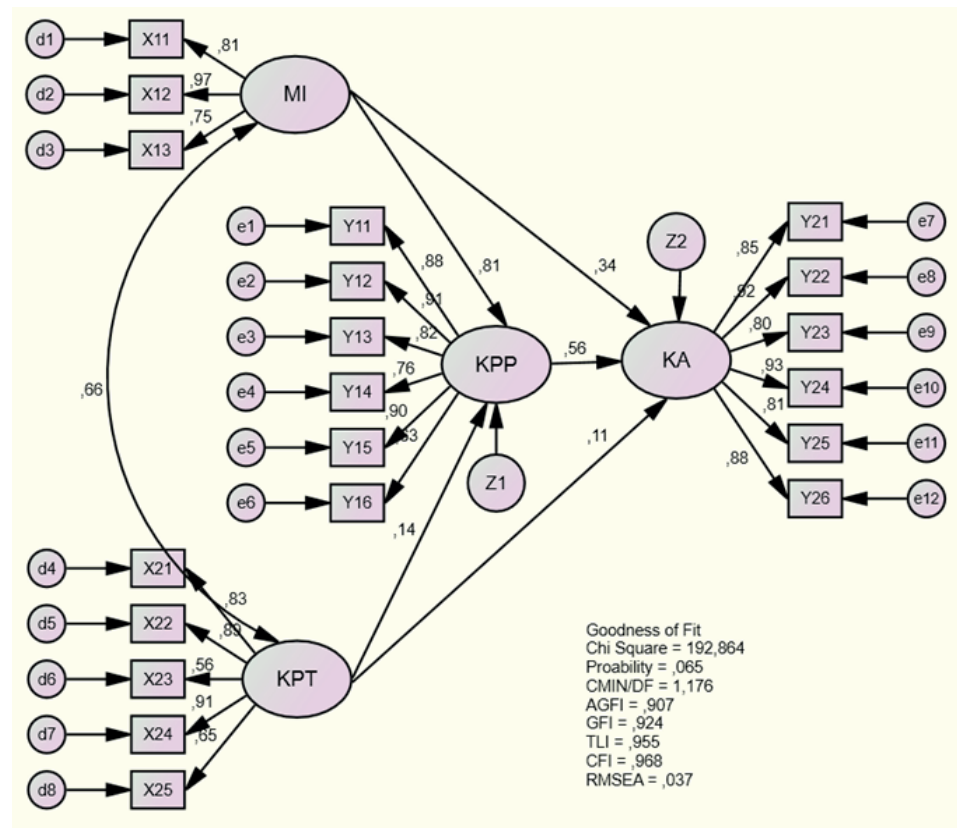 d1
X11
,81
d2
X12
,97
MI
d3
X13
,75
e1
Y11
,88
e2
Y12
,91
e3
Y13
,82
e4
Y14
,76
e5
Y15
,90
e6
Y16
,81
,34
KPP
,56
Z1
Z2
KA
,85
Y21
e7
,92
Y22
e8
,80
Y23
e9
,93
Y24
e10
,81
Y25
e11
,88
Y26
e12
,66
,14
,11
d4
X21
,83
d5
X22
,89
d6
X23
,56
KPT
d7
X24
,91
d8
X25
,65
Goodness of Fit
Chi Square = 192,864
Proability = ,065
CMIN/DF = 1,176
AGFI = ,907
GFI = ,924
TLI = ,955
CFI = ,968
RMSEA = ,037